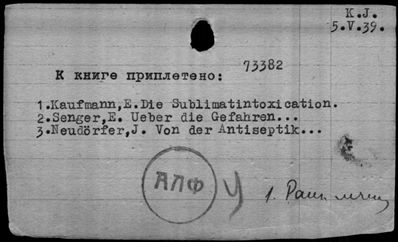 K.J.
5.V.39.
73382
К книге приплетено:
1.Kaufmann,E.Die Sublimatintoxication.
2.Senger,E. Ueber die Gefahren...
3.Neudörfer,J. Von der Antiseptik...
АЛФ
У
1.